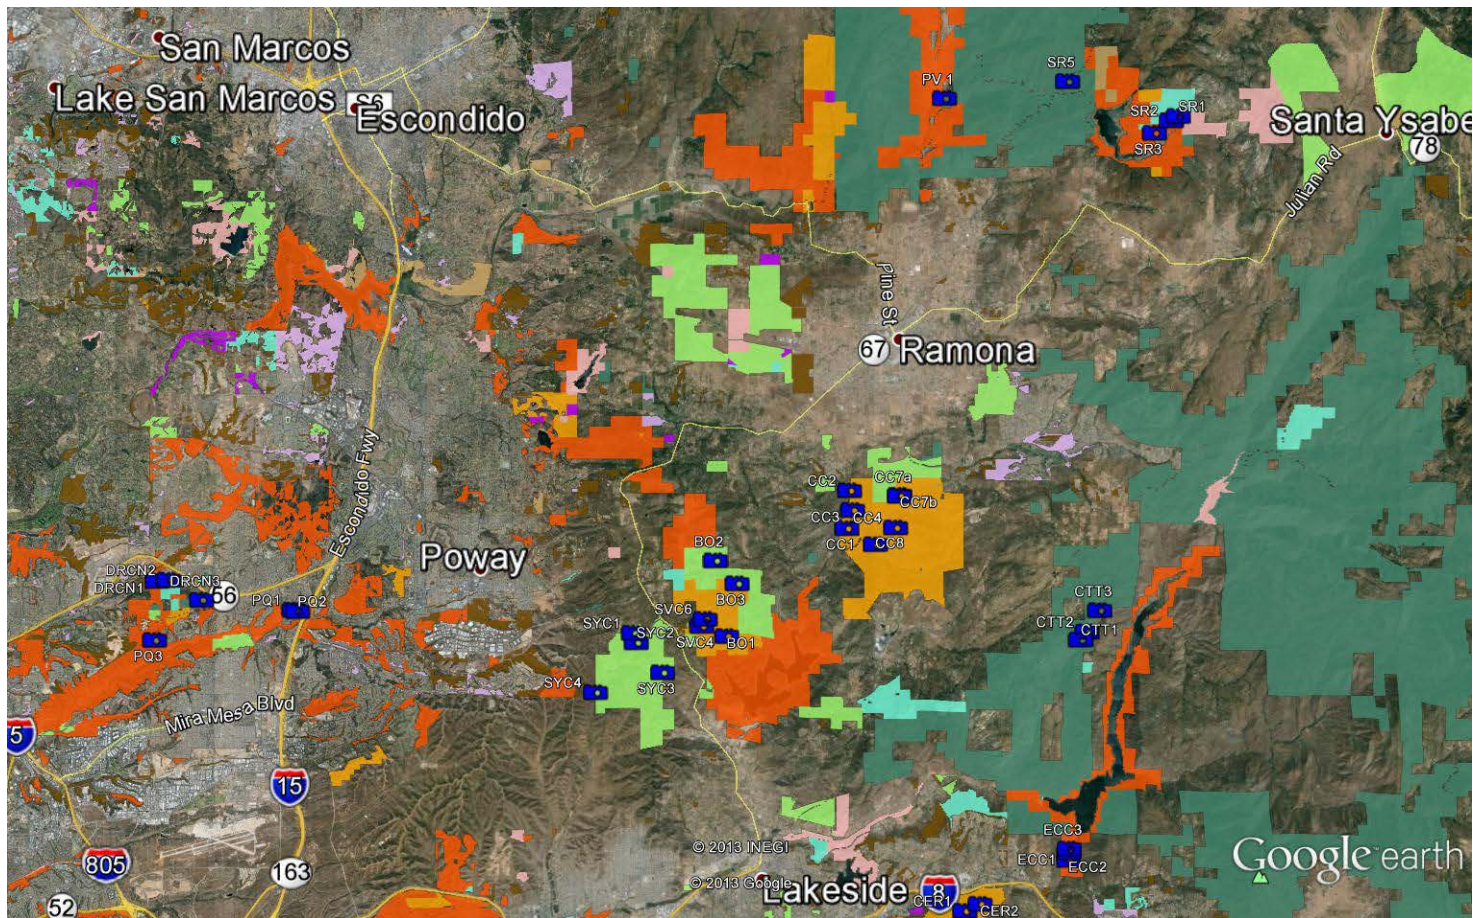 San Marcos
Lake San Marcos
Escondido
PV 1
SR5
SR2
SR1
SR3
Santa Ysabe
78
Julian Rd
Pine St
67
Ramona
Escondido Fwy
CC2
CC7a
CC7b
CC3
CC4
CC1
CC8
Poway
DRCN2
DRCN1
DRCN3
56
PQ1
PQ2
PQ3
BO2
BO3
SVC6
SYC1
SYC2
SVC4
BO1
SYC4
SYC3
CTT3
CTT2
CTT1
Mira Mesa Blvd
5
15
805
163
52
ECC3
ECC1
ECC2
© 2013 INEGI
© 2013 Google
Google earth
Lakeside
8
CER1
CER2